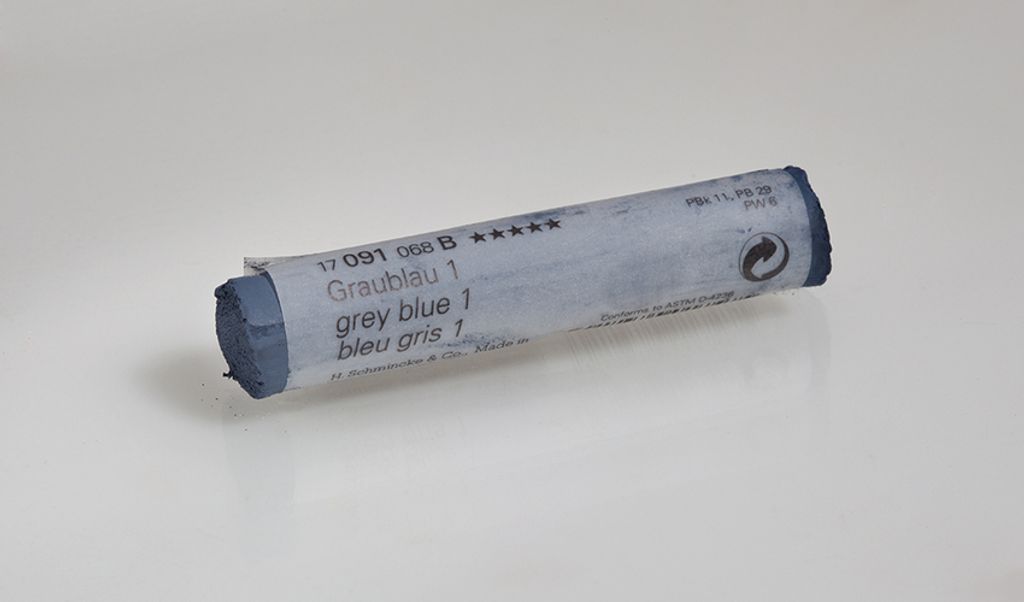 17 091 068 B ★★★★★
Graublau 1
grey blue 1
bleu gris 1
H. Schmincke & Co., Made in
PBk 11, PB 29
PW 6
Conforms to ASTM D-4236